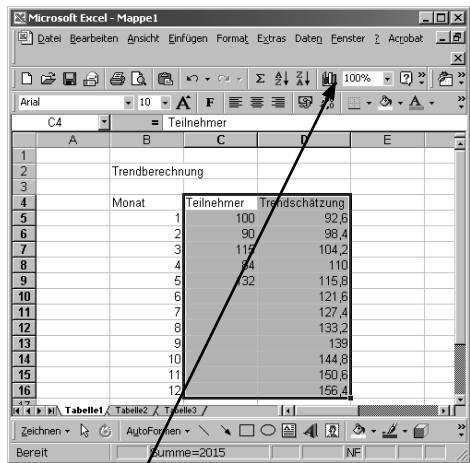 Microsoft Excel - Mappe1
Datei Bearbeiten Ansicht Einfügen Format Extras Daten Fenster ? Acrobat
Σ 100% ?
Arial 10 A F A
C4 = Teilnehmer
A B C D E
1
2 Trendberechnung
3
4 Monat Teilnehmer Trendschätzung
5 1 100 92,6
6 2 90 98,4
7 3 115 104,2
8 4 84 110
9 5 132 115,8
10 6 121,6
11 7 127,4
12 8 133,2
13 9 139
14 10 144,8
15 11 150,6
16 12 156,4
17
Tabelle1 Tabelle2 Tabelle3
Zeichnen AutoFormen
Bereit Summe=2015 NF